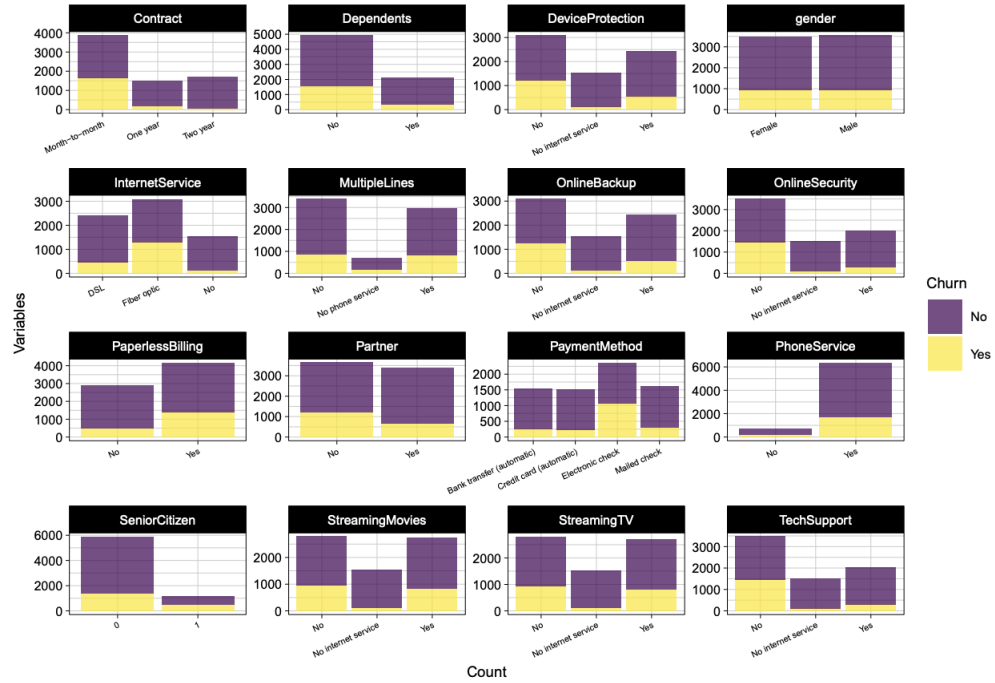 Contract
Dependents
DeviceProtection
gender
4000
3000
2000
1000
0
Month−to−month
One year
Two year
5000
4000
3000
2000
1000
0
No
Yes
3000
2000
1000
0
No
No internet service
Yes
3000
2000
1000
0
Female
Male
InternetService
MultipleLines
OnlineBackup
OnlineSecurity
3000
2000
1000
0
DSL
Fiber optic
No
3000
2000
1000
0
No
No phone service
Yes
3000
2000
1000
0
No
No internet service
Yes
3000
2000
1000
0
No
No internet service
Yes
Variables
Churn
No
Yes
PaperlessBilling
Partner
PaymentMethod
PhoneService
4000
3000
2000
1000
0
No
Yes
3000
2000
1000
0
No
Yes
2000
1500
1000
500
0
Bank transfer (automatic)
Credit card (automatic)
Electronic check
Mailed check
6000
4000
2000
0
No
Yes
SeniorCitizen
StreamingMovies
StreamingTV
TechSupport
6000
4000
2000
0
0
1
2000
1000
0
No
No internet service
Yes
2000
1000
0
No
No internet service
Yes
3000
2000
1000
0
No
No internet service
Yes
Count